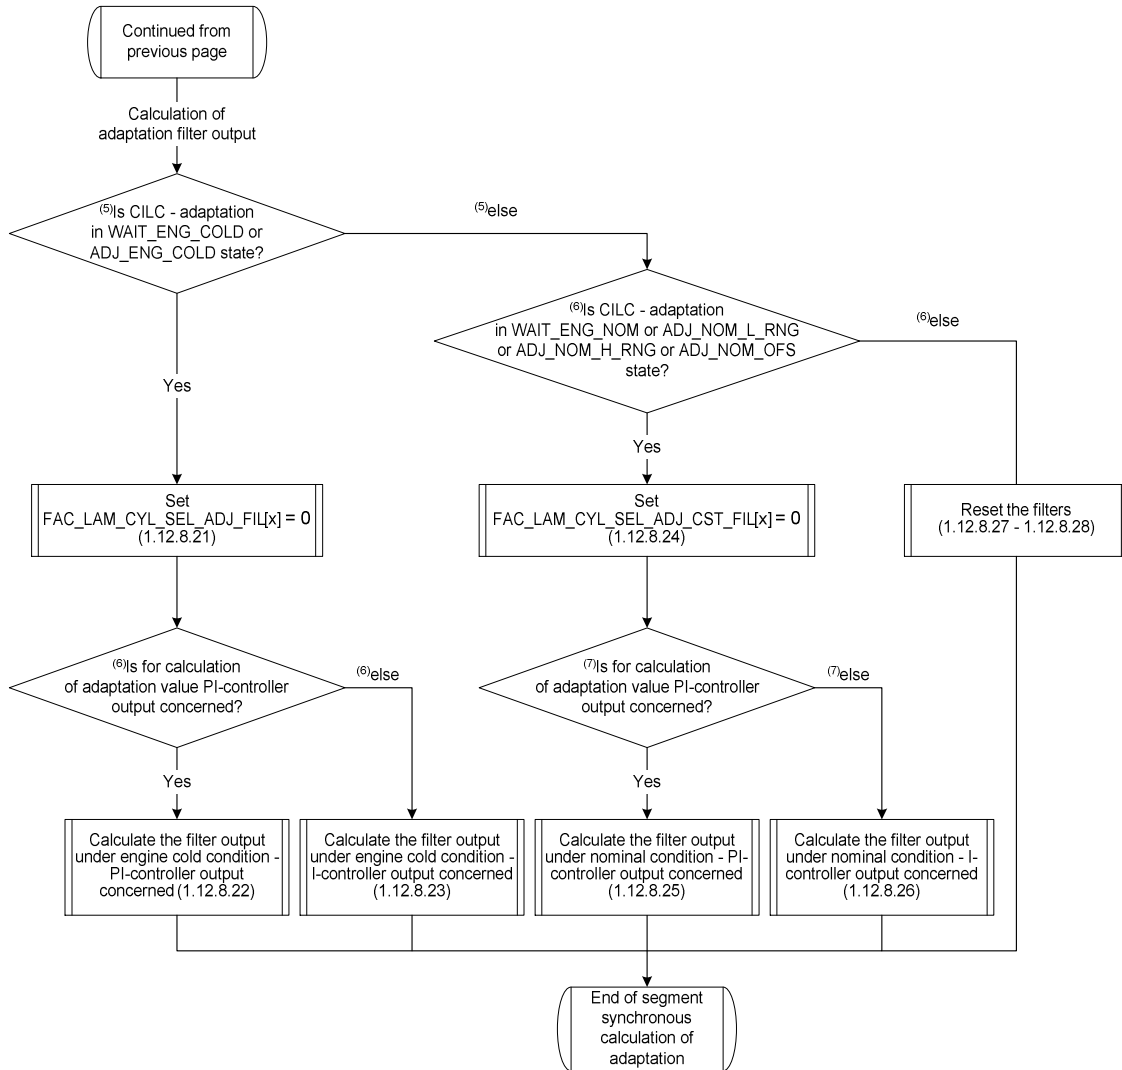 Continued from
previous page
Calculation of
adaptation filter output
(5)Is CILC - adaptation
in WAIT_ENG_COLD or
ADJ_ENG_COLD state?
(5)else
(6)Is CILC - adaptation
in WAIT_ENG_NOM or ADJ_NOM_L_RNG
or ADJ_NOM_H_RNG or ADJ_NOM_OFS
state?
(6)else
Yes
Yes
Set
FAC_LAM_CYL_SEL_ADJ_FIL[x] = 0
(1.12.8.21)
Set
FAC_LAM_CYL_SEL_ADJ_CST_FIL[x] = 0
(1.12.8.24)
Reset the filters
(1.12.8.27 - 1.12.8.28)
(6)Is for calculation
of adaptation value PI-controller
output concerned?
(6)else
(7)Is for calculation
of adaptation value PI-controller
output concerned?
(7)else
Yes
Yes
Calculate the filter output
under engine cold condition -
PI-controller output
concerned (1.12.8.22)
Calculate the filter output
under engine cold condition -
I-controller output concerned
(1.12.8.23)
Calculate the filter output
under nominal condition - PI-
controller output concerned
(1.12.8.25)
Calculate the filter output
under nominal condition - I-
controller output concerned
(1.12.8.26)
End of segment
synchronous
calculation of
adaptation